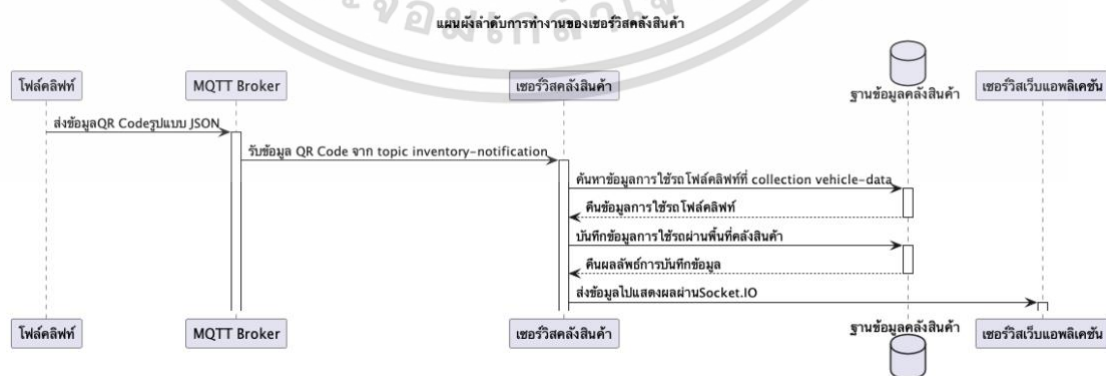 แผนผังลำดับการทำงานของเซอร์วิสคลังสินค้า
โฟล์คลิฟท์
MQTT Broker
เซอร์วิสคลังสินค้า
ฐานข้อมูลคลังสินค้า
เซอร์วิสเว็บแอพลิเคชัน
ส่งข้อมูลQR Codeรูปแบบ JSON
รับข้อมูล QR Code จาก topic inventory-notification
ค้นหาข้อมูลการใช้รถโฟล์คลิฟท์ที่ collection vehicle-data
คืนข้อมูลการใช้รถโฟล์คลิฟท์
บันทึกข้อมูลการใช้รถผ่านพื้นที่คลังสินค้า
คืนผลลัพธ์การบันทึกข้อมูล
ส่งข้อมูลไปแสดงผลผ่านSocket.IO
โฟล์คลิฟท์
MQTT Broker
เซอร์วิสคลังสินค้า
ฐานข้อมูลคลังสินค้า
เซอร์วิสเว็บแอพลิเคชัน